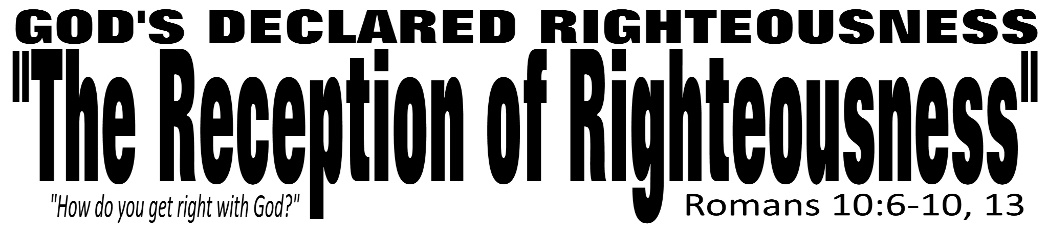 GOD'S DECLARED RIGHTEOUSNESS
"The Reception of Righteousness"
"How do you get right with God?" Romans 10:6-10, 13